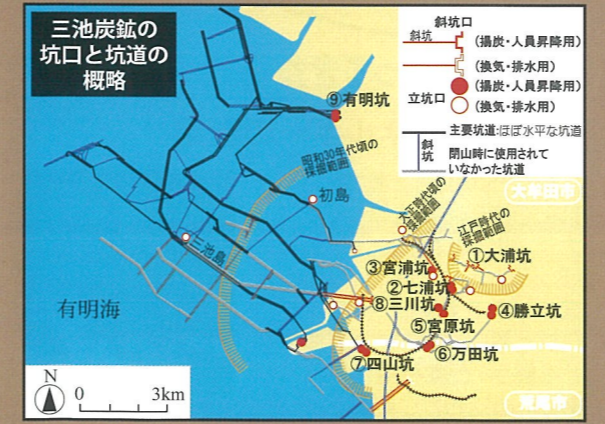 三池炭鉱の
坑口と坑道の
概略
斜坑口
斜坑
(揚炭・人員昇降用)
(換気・排水用)
立坑口
(揚炭・人員昇降用)
(換気・排水用)
主要坑道:ほぼ水平な坑道
斜坑
閉山時に使用されて
いなかった坑道
⑨有明坑
昭和30年代頃の
採掘範囲
初島
大正時代頃の
採掘範囲
江戸時代の
採掘範囲
大牟田市
三池島
有明海
①大浦坑
③宮浦坑
②七浦坑
⑧三川坑
④勝立坑
⑤宮原坑
⑥万田坑
⑦四山坑
荒尾市
N
0
3km